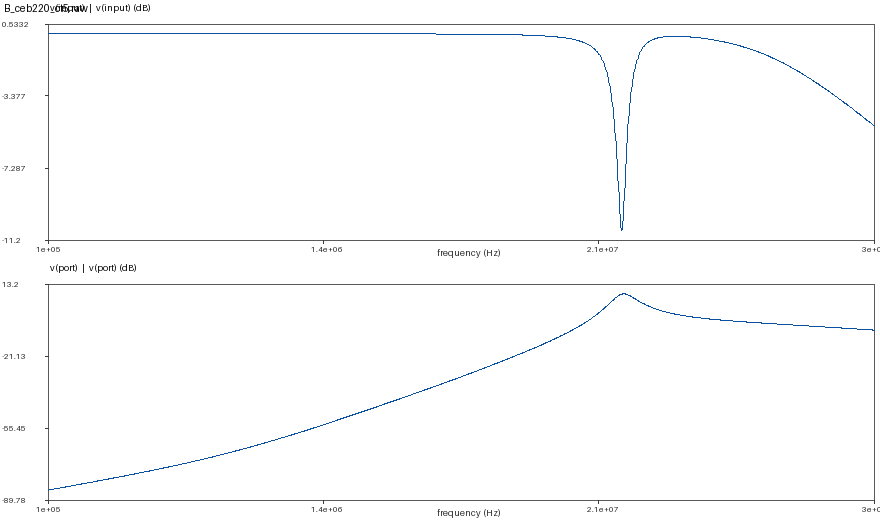 v(input) (dB)
0.5332
-3.377
-7.287
-11.2
1e+05
1.4e+06
2.1e+07
3e+0
frequency (Hz)
v(port) | v(port) (dB)
13.2
-21.13
-55.45
-89.78
1e+05
1.4e+06
2.1e+07
3e+0
frequency (Hz)